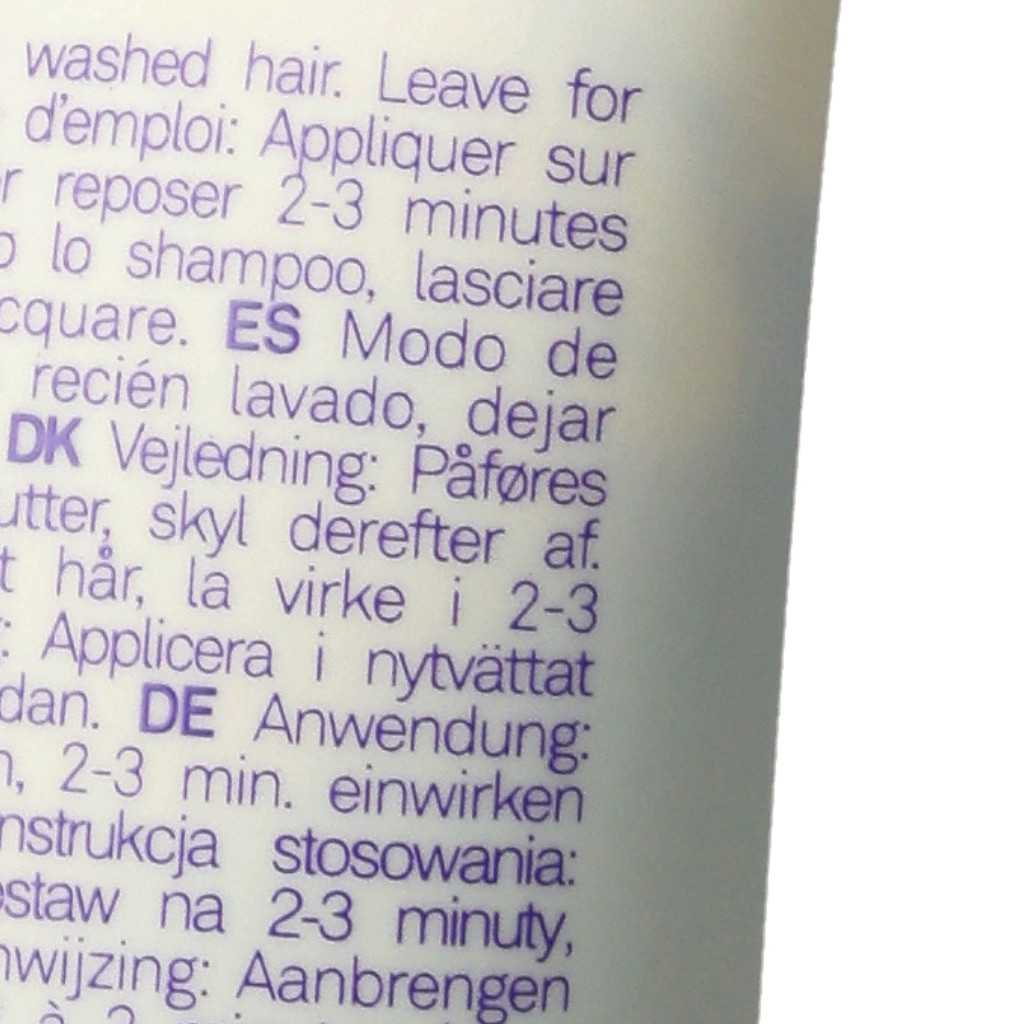 washed hair. Leave for
d'emploi: Appliquer sur
reposer 2-3 minutes
lo shampoo, lasciare
cquare. ES Modo de
recién lavado, dejar
DK Vejledning: Påføres
utter, skyl derefter af.
t hår, la virke i 2-3
: Applicera i nytvättat
dan. DE Anwendung:
n, 2-3 min. einwirken
nstrukcja stosowania:
ostaw na 2-3 minuty,
nwijzing: Aanbrengen